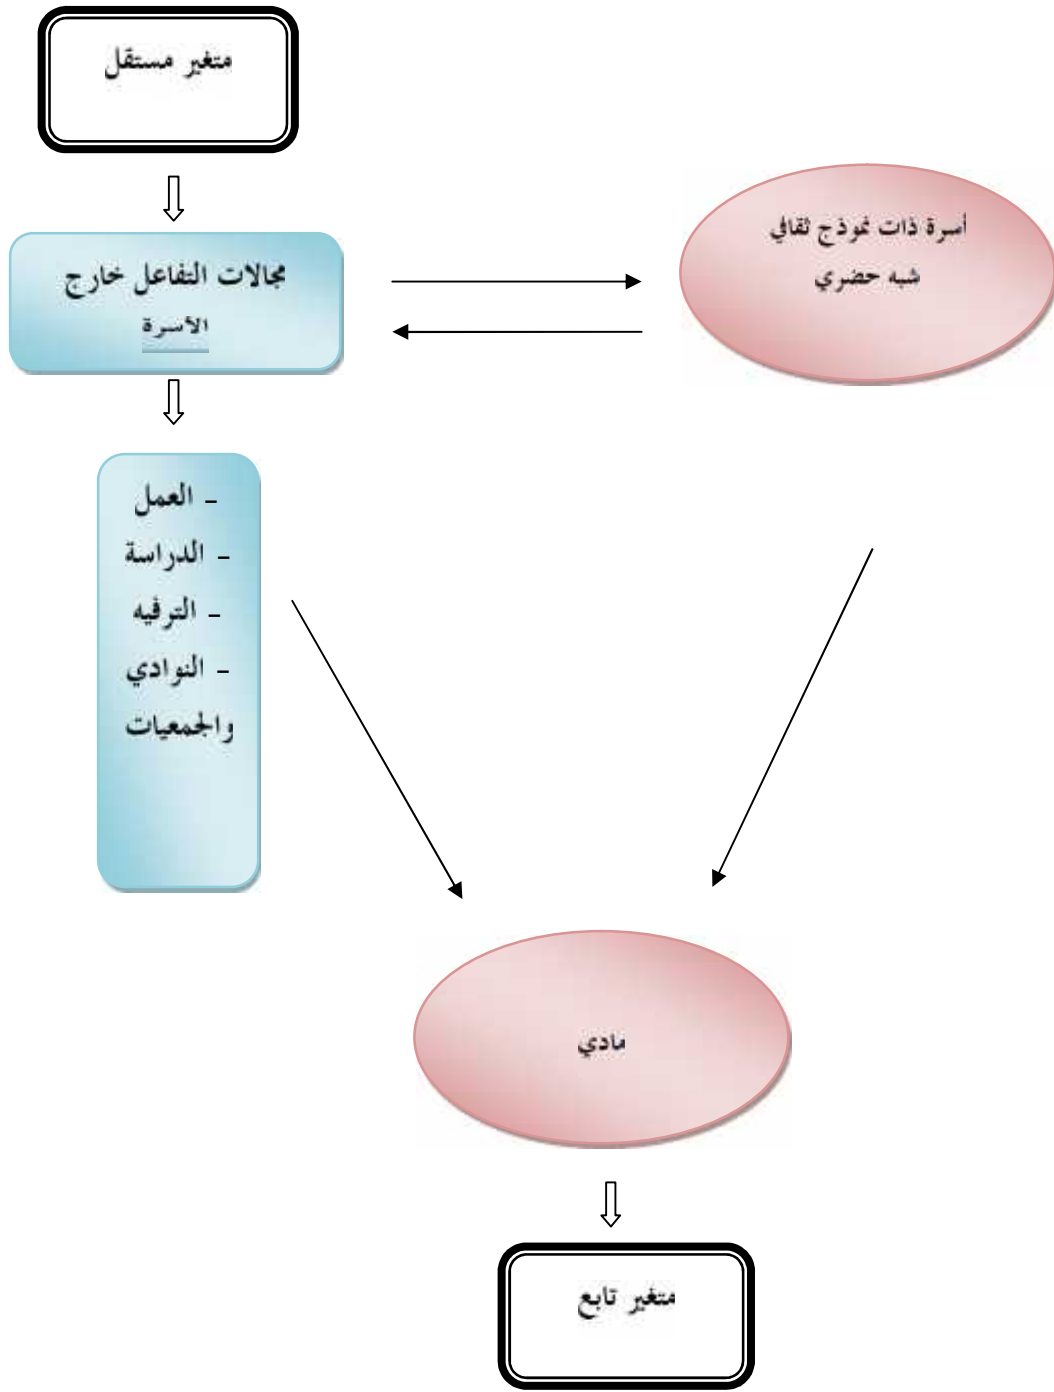 متغير مستقل
أسرة ذات نموذج ثقافي
شبه حضري
مجالات التفاعل خارج
الاسرة
- العمل
- الدراسة
- الترفيه
- النوادي
والجمعيات
مادي
متغير تابع